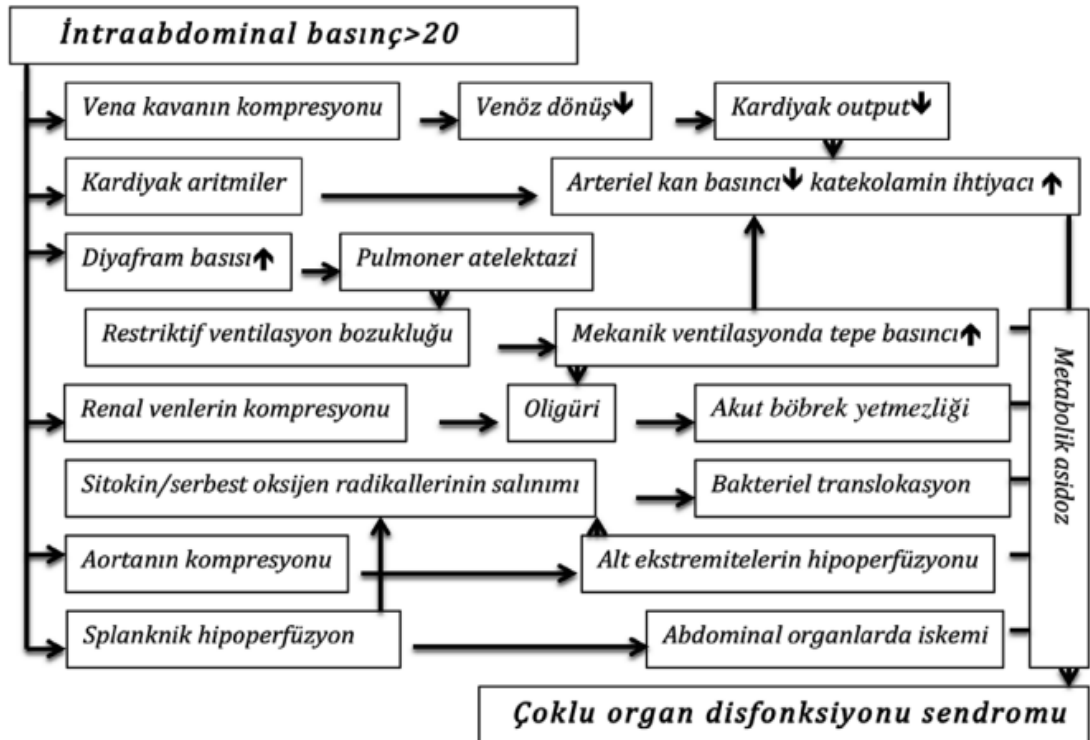 İntraabdominal basınç>20
Vena kavanın kompresyonu
Venöz dönüş↓
Kardiyak output↓
Kardiyak aritmiler
Arteriel kan basıncı↓ katekolamin ihtiyacı ↑
Diyafram basısı↑
Pulmoner atelektazi
Restriktif ventilasyon bozukluğu
Mekanik ventilasyonda tepe basıncı↑
Renal venlerin kompresyonu
Oligüri
Akut böbrek yetmezliği
Sitokin/serbest oksijen radikallerinin salınımı
Bakteriel translokasyon
Aortanın kompresyonu
Alt ekstremitelerin hipoperfüzyonu
Splanknik hipoperfüzyon
Abdominal organlarda iskemi
Metabolik asidoz
Çoklu organ disfonksiyonu sendromu